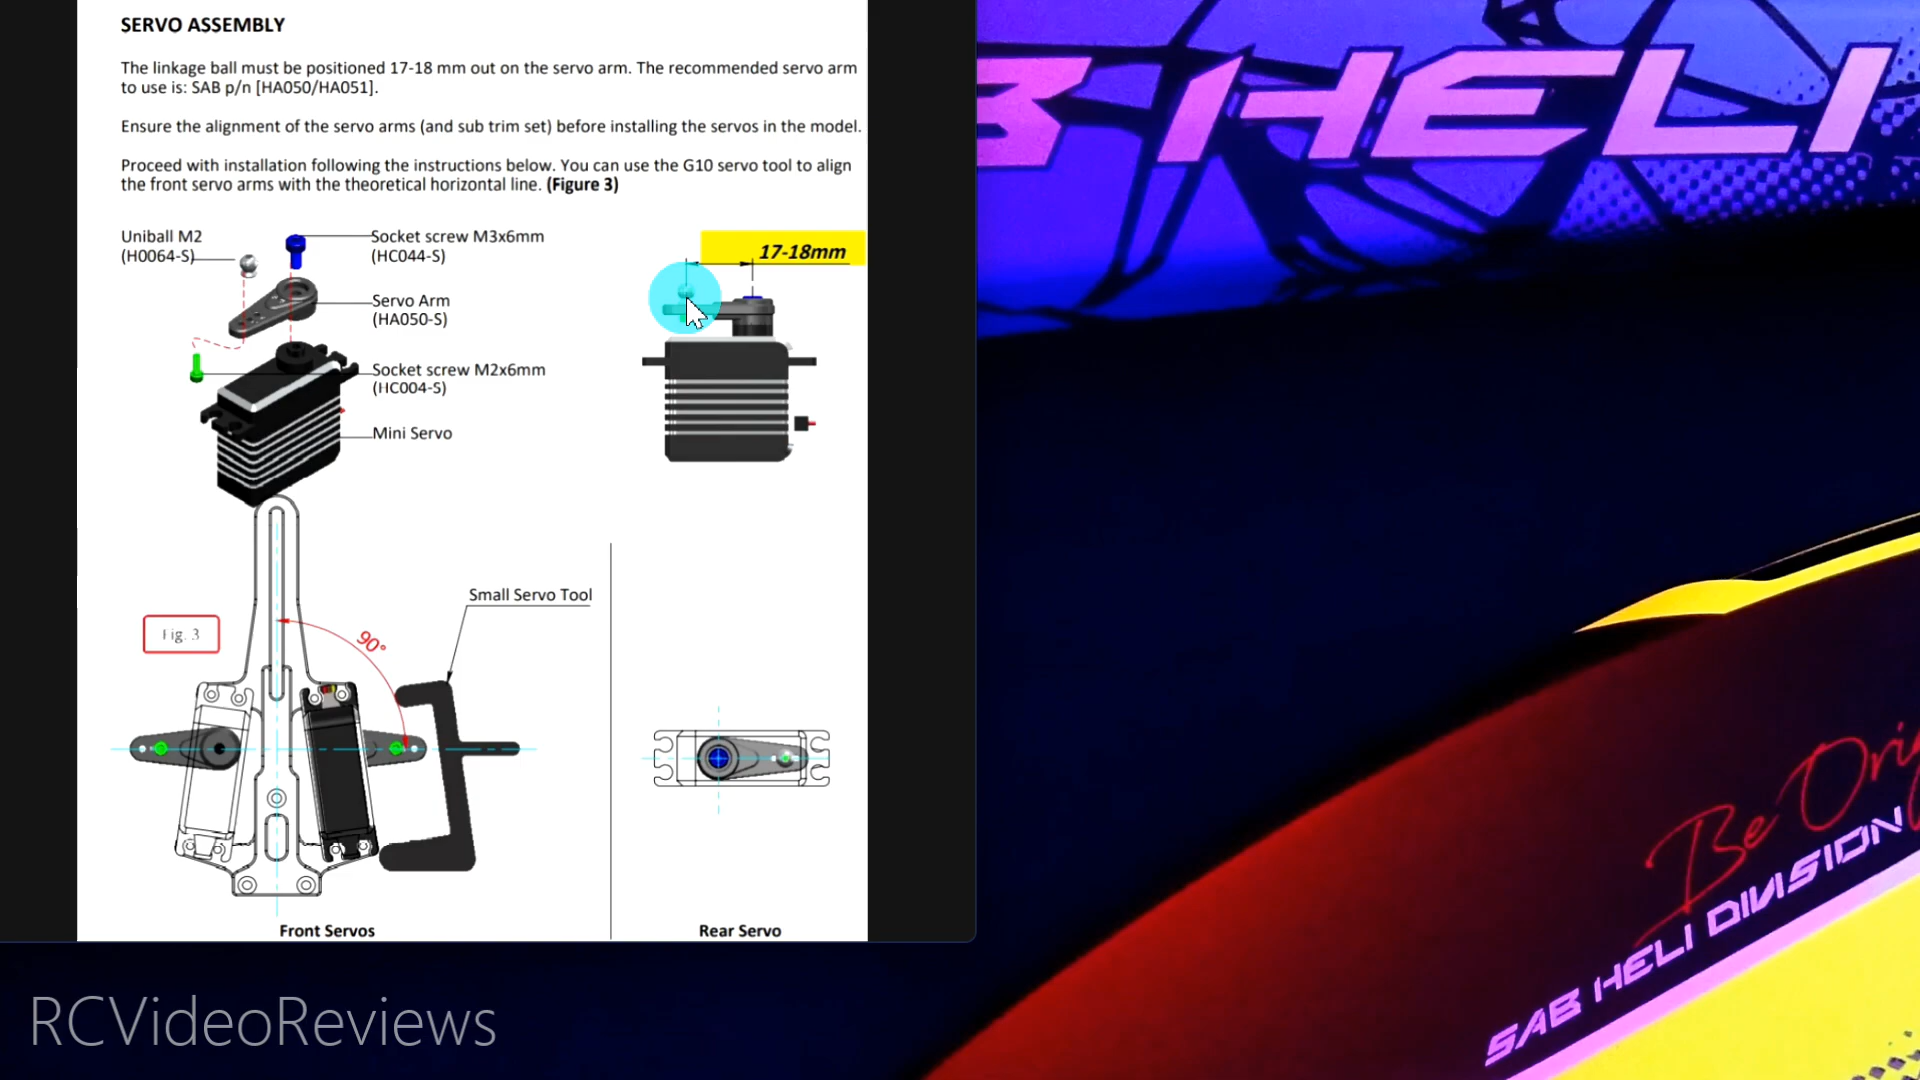 SERVO ASSEMBLY
The linkage ball must be positioned 17-18 mm out on the servo arm. The recommended servo arm
to use is: SAB p/n [HA050/HA051].
Ensure the alignment of the servo arms (and sub trim set) before installing the servos in the model.
Proceed with installation following the instructions below. You can use the G10 servo tool to align
the front servo arms with the theoretical horizontal line. (Figure 3)
Uniball M2
(H0064-S)
Socket screw M3x6mm
(HC044-S)
Servo Arm
(HA050-S)
Socket screw M2x6mm
(HC004-S)
Mini Servo
17-18mm
Small Servo Tool
Fig. 3
90°
Front Servos
Rear Servo
B HELI
Be Ori
SAB HELI DIVISION
RCVideoReviews